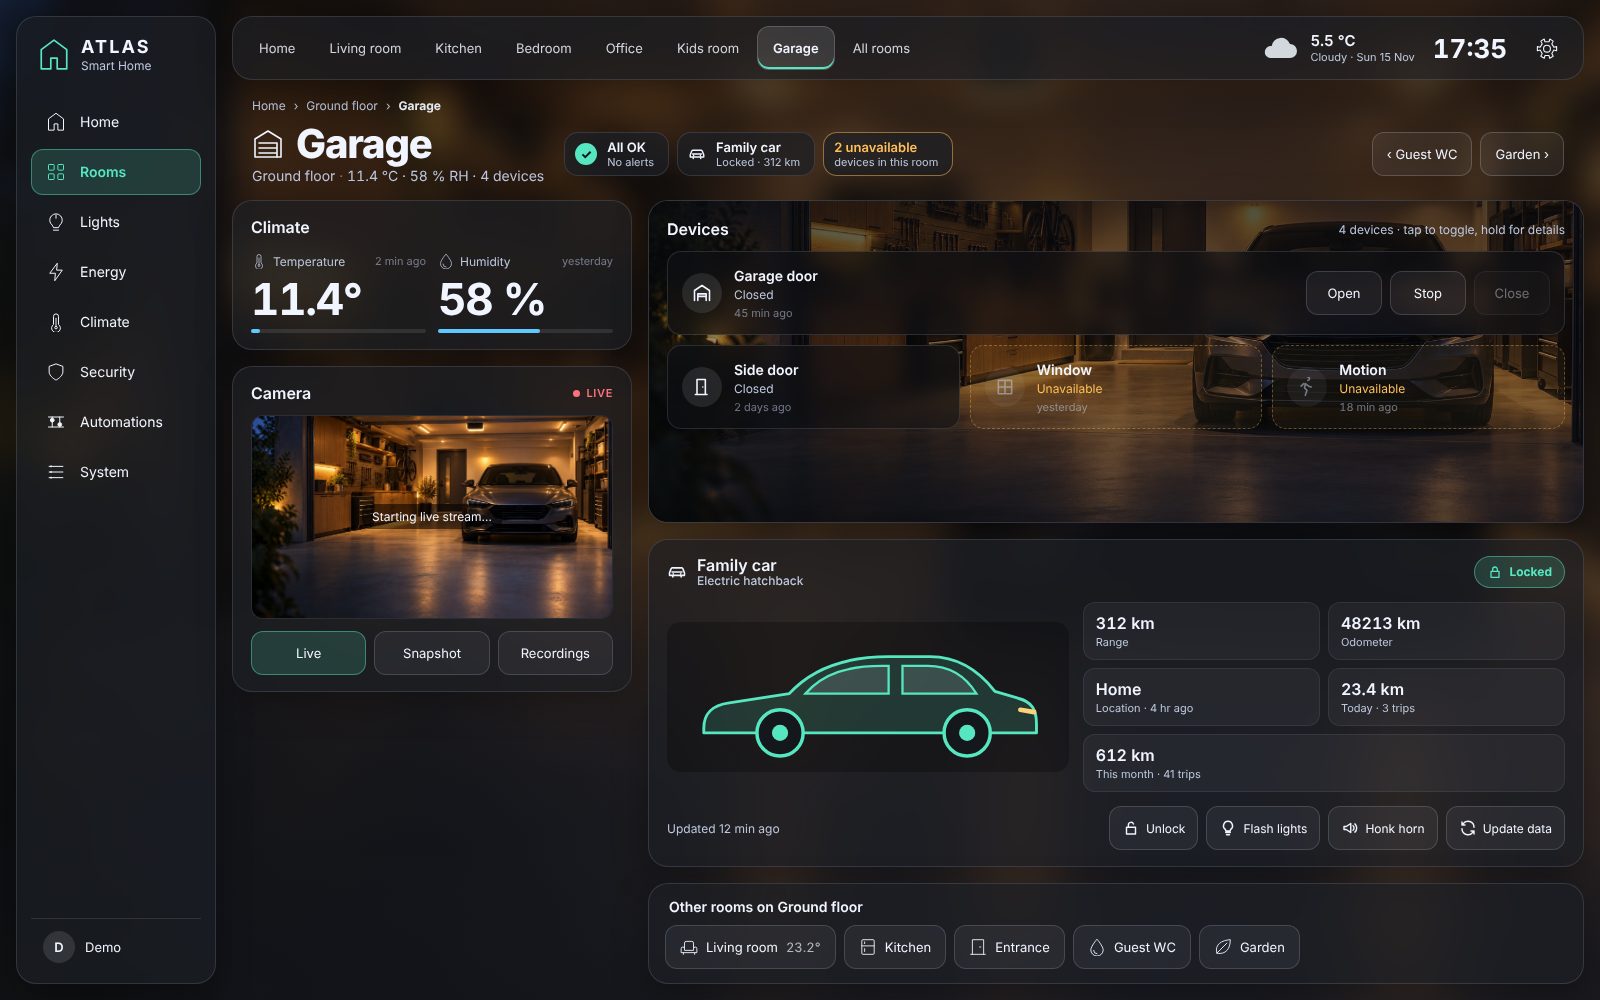 ATLAS
Smart Home
Home
Rooms
Lights
Energy
Climate
Security
Automations
System
D Demo
Home Living room Kitchen Bedroom Office Kids room Garage All rooms
5.5 °C
Cloudy · Sun 15 Nov
17:35
Home › Ground floor › Garage
Garage
Ground floor · 11.4 °C · 58 % RH · 4 devices
All OK
No alerts
Family car
Locked · 312 km
2 unavailable
devices in this room
‹ Guest WC
Garden ›
Climate
Temperature 2 min ago
11.4°
Humidity yesterday
58 %
Camera
LIVE
Starting live stream...
Live Snapshot Recordings
Devices
4 devices · tap to toggle, hold for details
Garage door
Closed
45 min ago
Open Stop Close
Side door
Closed
2 days ago
Window
Unavailable
yesterday
Motion
Unavailable
18 min ago
Family car
Electric hatchback
Locked
312 km
Range
48213 km
Odometer
Home
Location · 4 hr ago
23.4 km
Today · 3 trips
612 km
This month · 41 trips
Updated 12 min ago
Unlock Flash lights Honk horn Update data
Other rooms on Ground floor
Living room 23.2° Kitchen Entrance Guest WC Garden